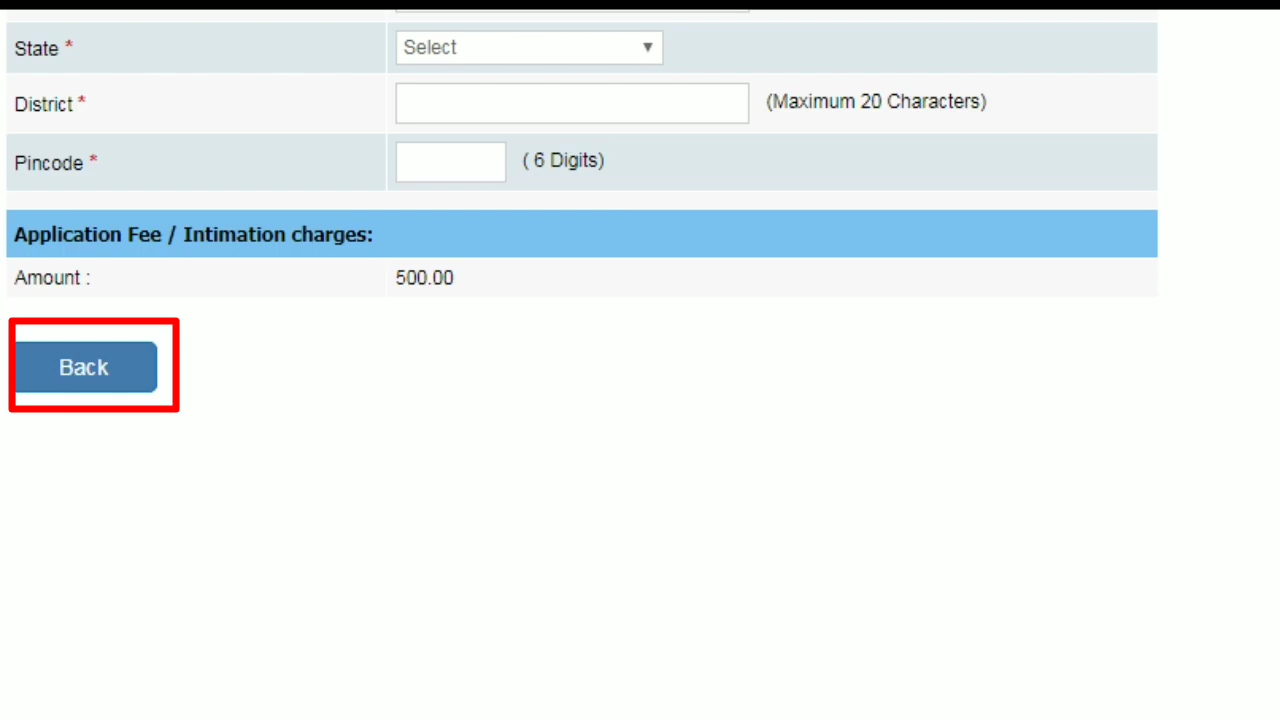 State *
Select
District *
(Maximum 20 Characters)
Pincode *
( 6 Digits)
Application Fee / Intimation charges:
Amount :
500.00
Back